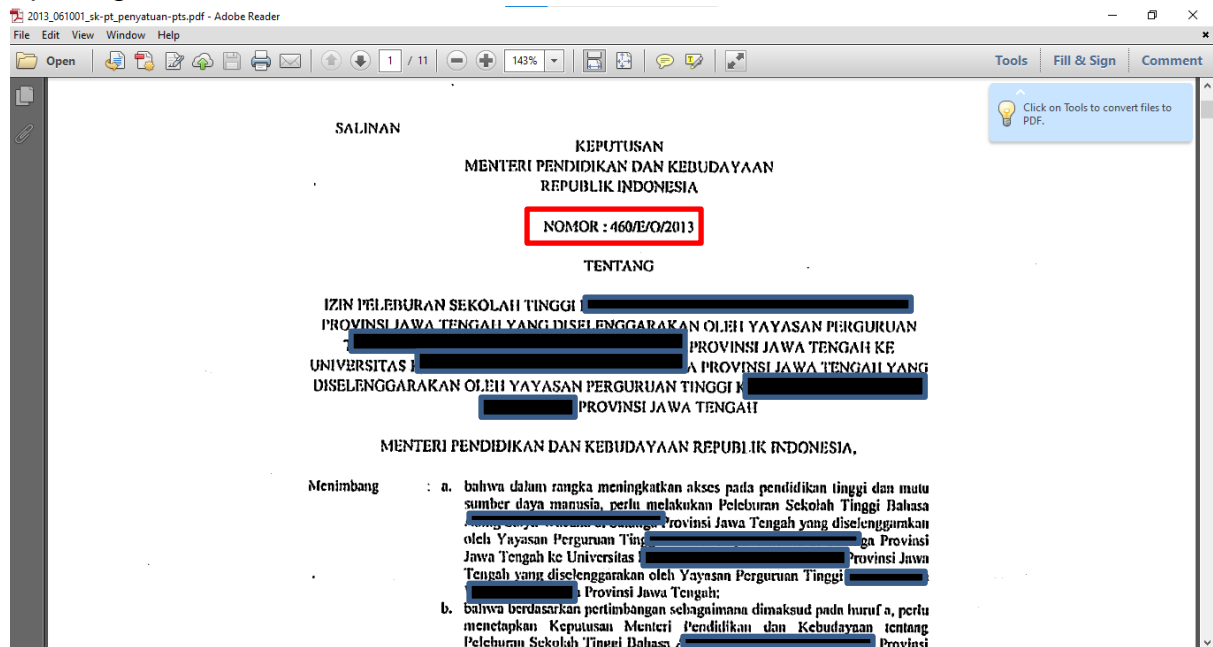 2013_061001_sk-pt_penyatuan-pts.pdf - Adobe Reader
File Edit View Window Help
Open 1 / 11 143% Tools Fill & Sign Comment
Click on Tools to convert files to
PDF.
SALINAN
KEPUTUSAN
MENTERI PENDIDIKAN DAN KEBUDAYAAN
REPUBLIK INDONESIA
NOMOR : 460/E/O/2013
TENTANG
IZIN PELEBURAN SEKOLAH TINGGI
PROVINSI JAWA TENGAH YANG DISELENGGARAKAN OLEH YAYASAN PERGURUAN
PROVINSI JAWA TENGAH KE
UNIVERSITAS PROVINSI JAWA TENGAH YANG
DISELENGGARAKAN OLEH YAYASAN PERGURUAN TINGGI
PROVINSI JAWA TENGAH
MENTERI PENDIDIKAN DAN KEBUDAYAAN REPUBLIK INDONESIA,
Menimbang : a. bahwa dalam rangka meningkatkan akses pada pendidikan tinggi dan mutu
sumber daya manusia, perlu melakukan Peleburan Sekolah Tinggi Bahasa
Provinsi Jawa Tengah yang diselenggarakan
oleh Yayasan Perguruan Provinsi
Jawa Tengah ke Universitas Provinsi Jawa
Tengah yang diselenggarakan oleh Yayasan Perguruan Tinggi
Provinsi Jawa Tengah;
b. bahwa berdasarkan pertimbangan sebagaimana dimaksud pada huruf a, perlu
menetapkan Keputusan Menteri Pendidikan dan Kebudayaan tentang
Peleburan Sekolah Tinggi Bahasa Provinsi